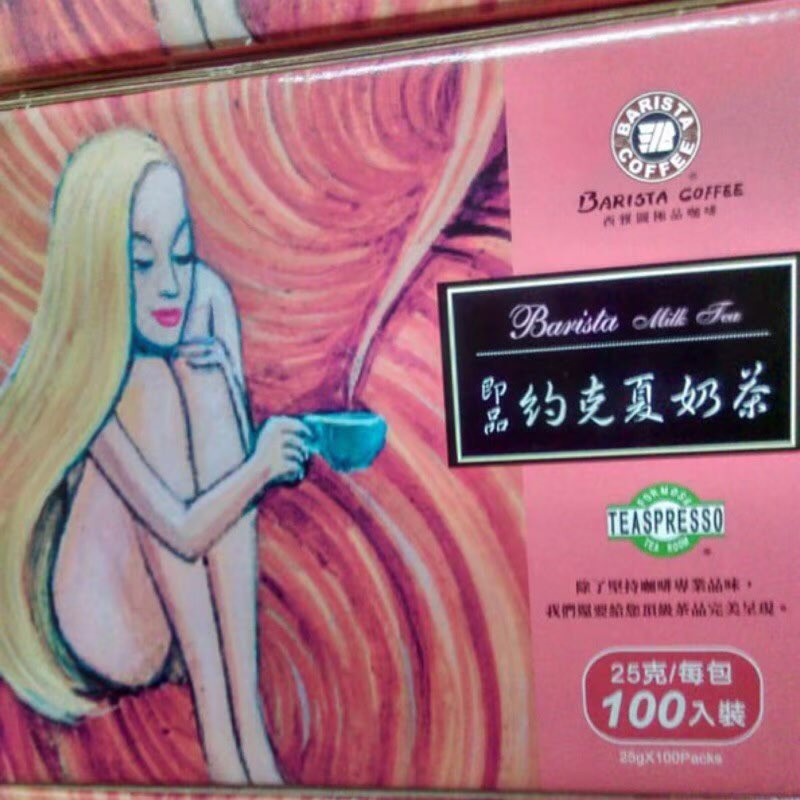 BARISTA COFFEE
BARISTA COFFEE
西雅圖極品咖啡
Barista Milk Tea
即品 約克夏奶茶
FORMOSA
TEASPRESSO
TEA ROOM
除了堅持咖啡專業品味，
我們還要給您頂級茶品完美呈現。
25克/每包
100入裝
25gX100Packs